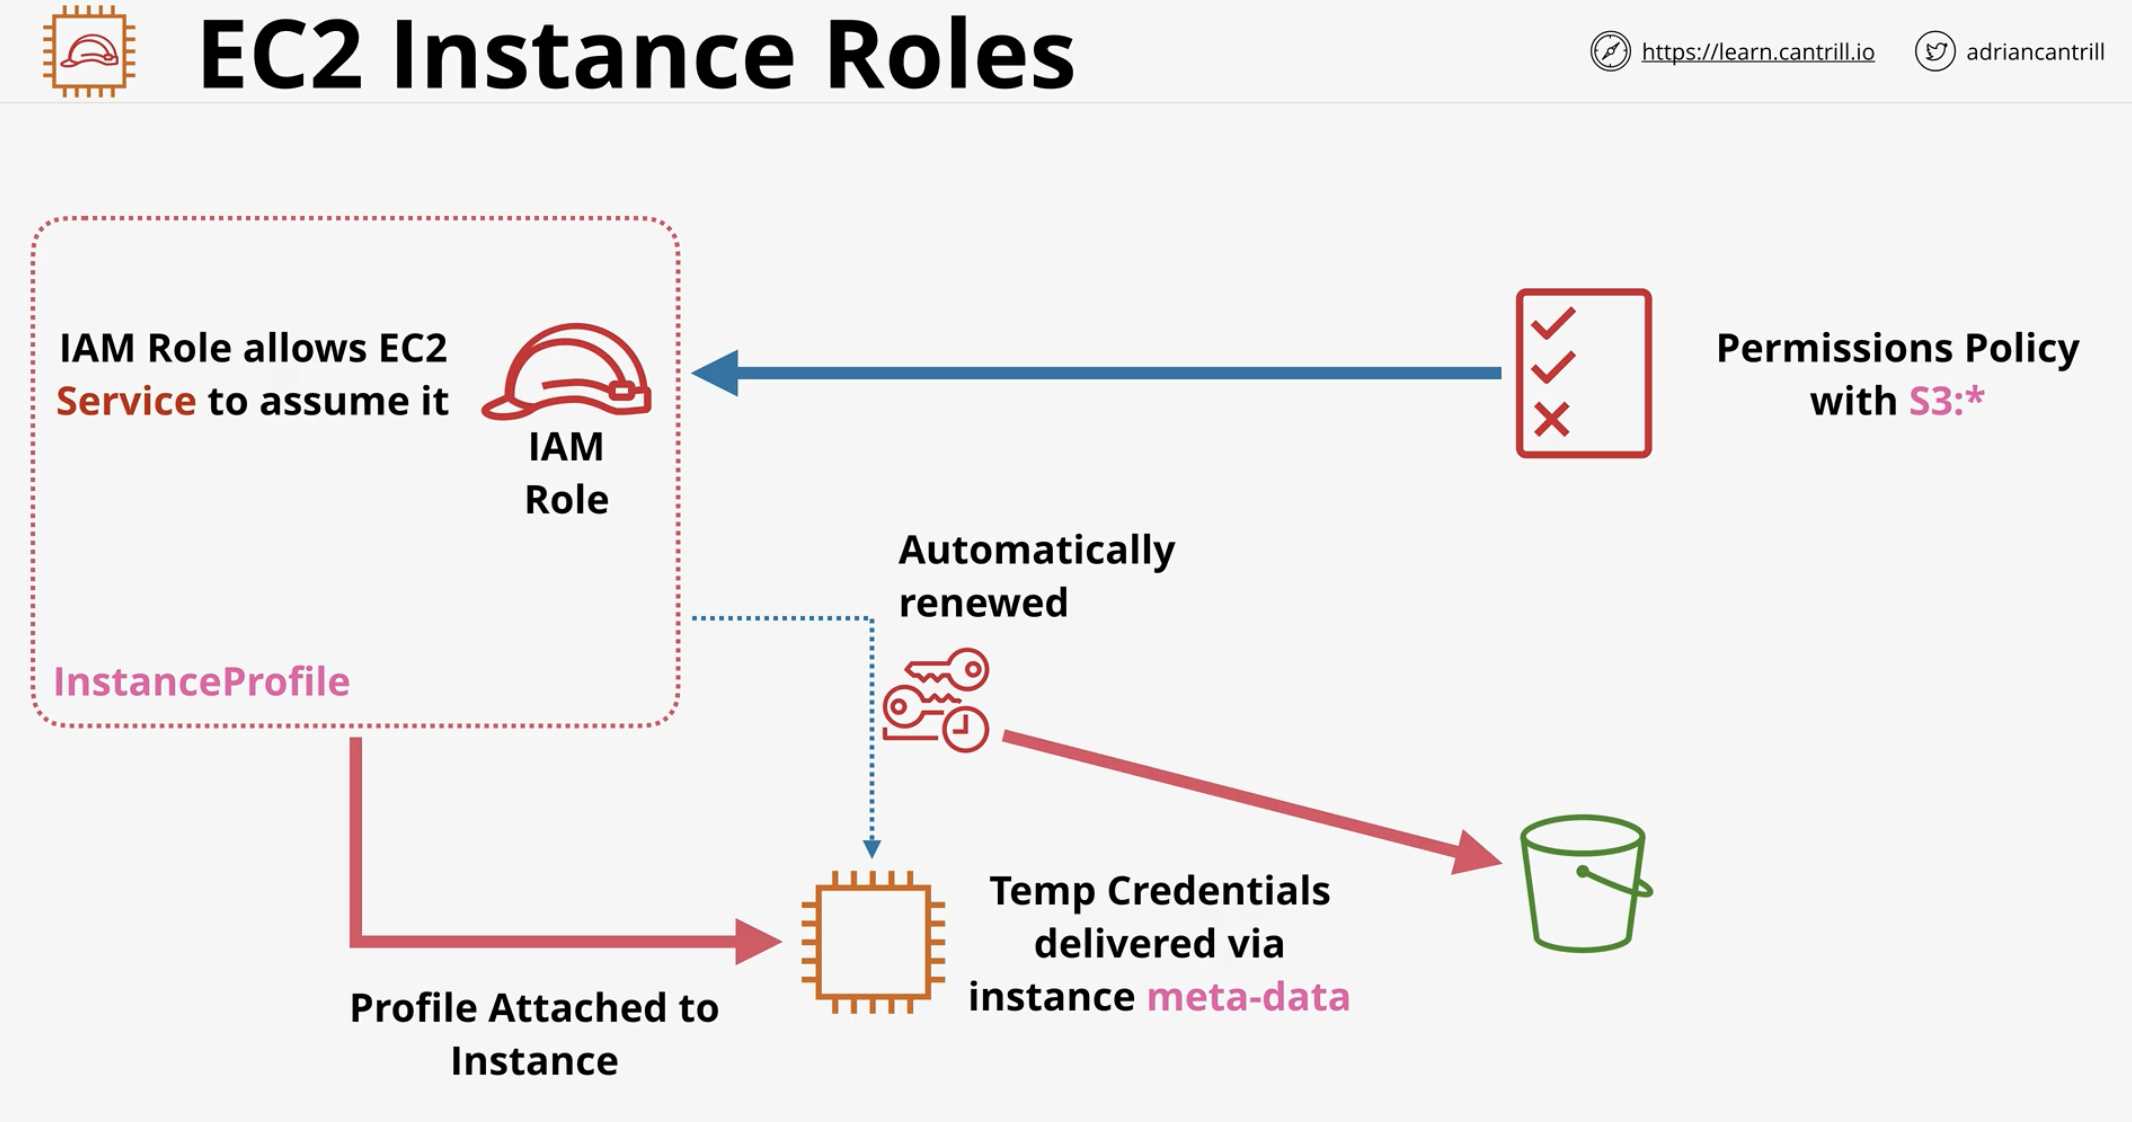 EC2 Instance Roles
https://learn.cantrill.io
adriancantrill
IAM Role allows EC2
Service to assume it
IAM
Role
Permissions Policy
with S3:*
Automatically
renewed
InstanceProfile
Temp Credentials
delivered via
instance meta-data
Profile Attached to
Instance